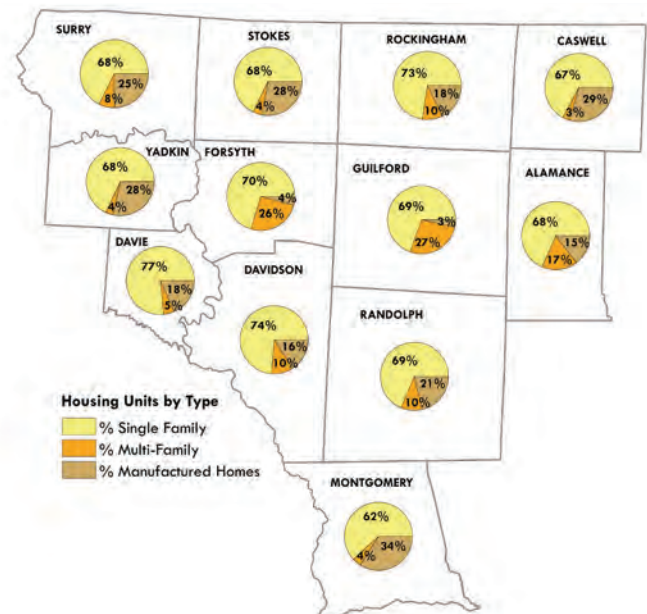 SURRY
68%
25%
8%
STOKES
68%
28%
4%
ROCKINGHAM
73%
18%
10%
CASWELL
67%
29%
3%
YADKIN
68%
28%
4%
FORSYTH
70%
4%
26%
GUILFORD
69%
3%
27%
ALAMANCE
68%
15%
17%
DAVIE
77%
18%
5%
DAVIDSON
74%
16%
10%
RANDOLPH
69%
21%
10%
Housing Units by Type
% Single Family
% Multi-Family
% Manufactured Homes
MONTGOMERY
62%
34%
4%